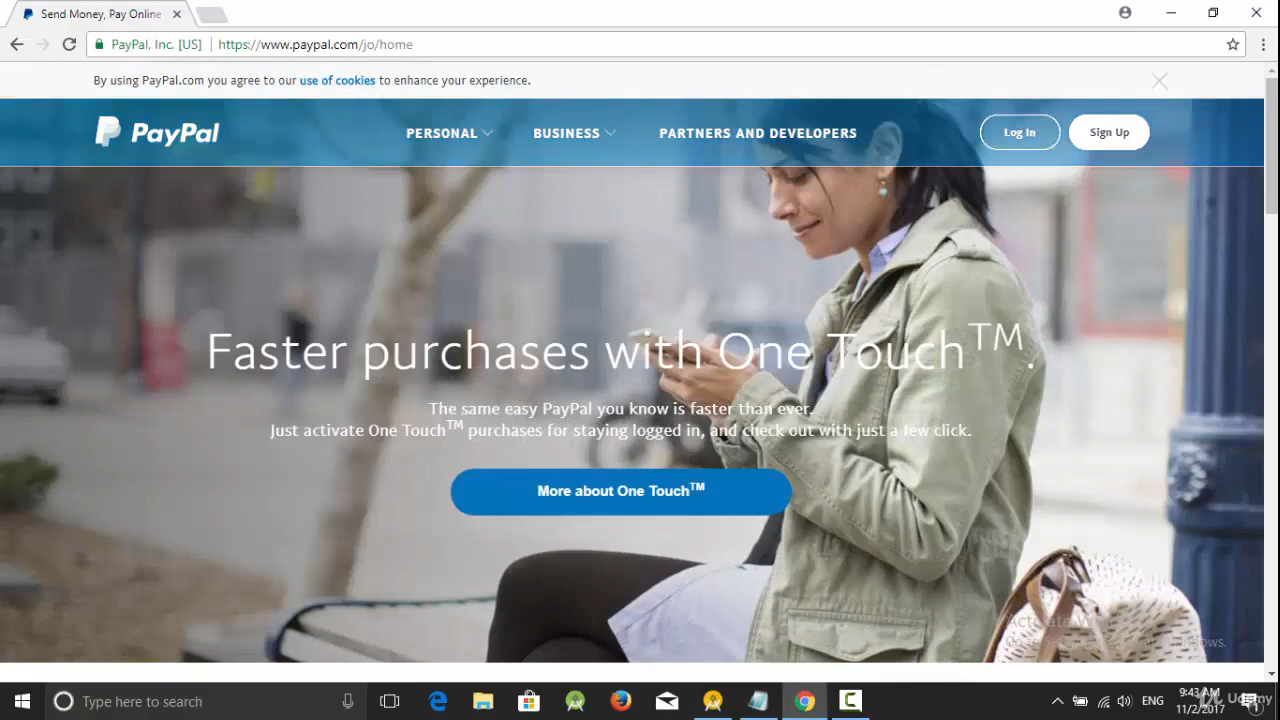 Send Money, Pay Online
PayPal, Inc. [US]
https://www.paypal.com/jo/home
By using PayPal.com you agree to our use of cookies to enhance your experience.
PayPal
PERSONAL
BUSINESS
PARTNERS AND DEVELOPERS
Log In
Sign Up
Faster purchases with One Touch™.
The same easy PayPal you know is faster than ever.
Just activate One Touch™ purchases for staying logged in, and check out with just a few click.
More about One Touch™
Type here to search
ENG
9:43 AM
11/2/2017
Udemy